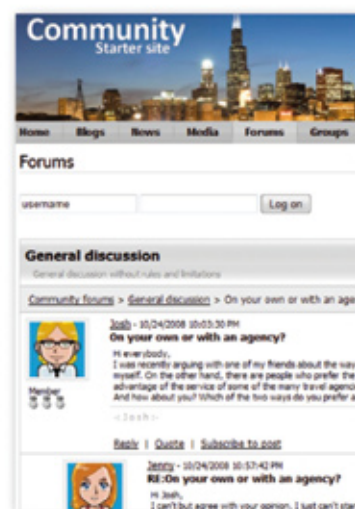 Community
Starter site
Home Blogs News Media Forums Groups
Forums
username Log on
General discussion
General discussion without rules and limitations
Community forums > General discussion > On your own or with an age
Josh - 10/24/2008 10:03:30 PM
On your own or with an agency?
Hi everybody,
I was recently arguing with one of my friends about the way
myself. On the other hand, there are people who prefer the
advantage of the service of some of the many travel agenci
And how about you? Which of the two ways do you prefer a
Member
<Josh>
Reply | Quote | Subscribe to post
Jenny - 10/24/2008 10:57:42 PM
RE:On your own or with an agency?
Hi Josh,
I can't but agree with your opinion. I just can't sta